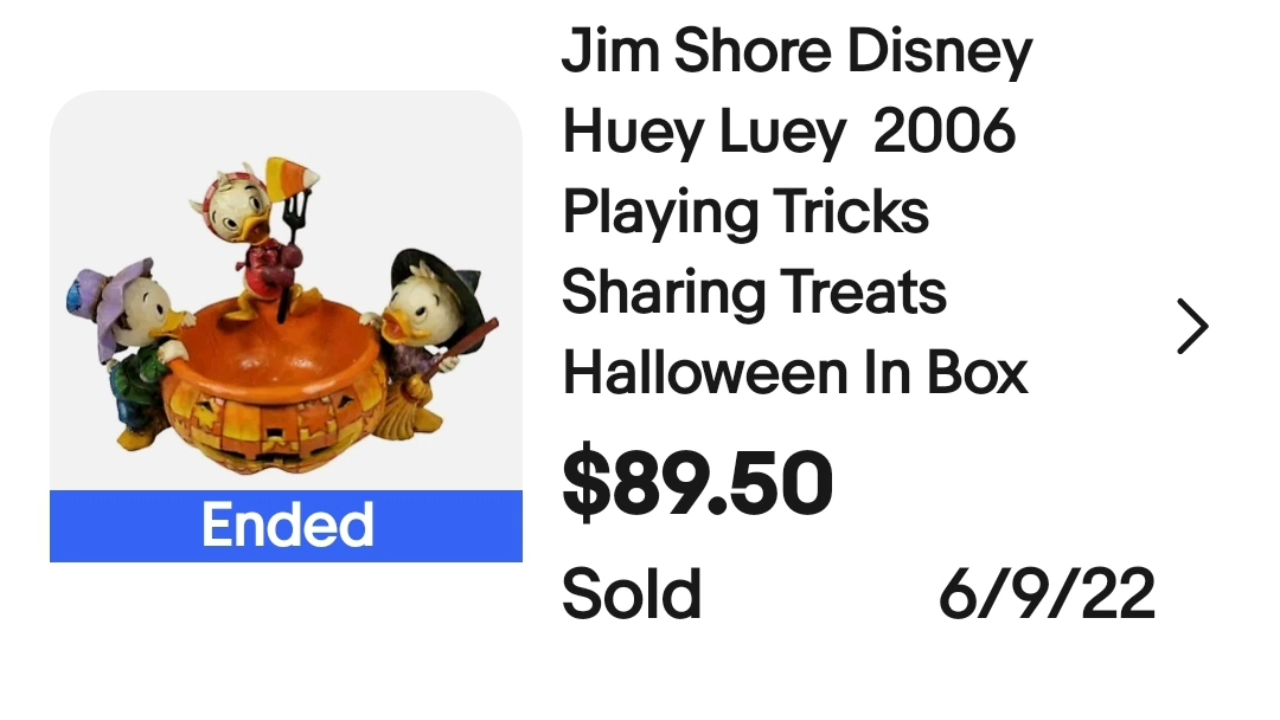 Jim Shore Disney
Huey Luey 2006
Playing Tricks
Sharing Treats
Halloween In Box
$89.50
Ended
Sold 6/9/22